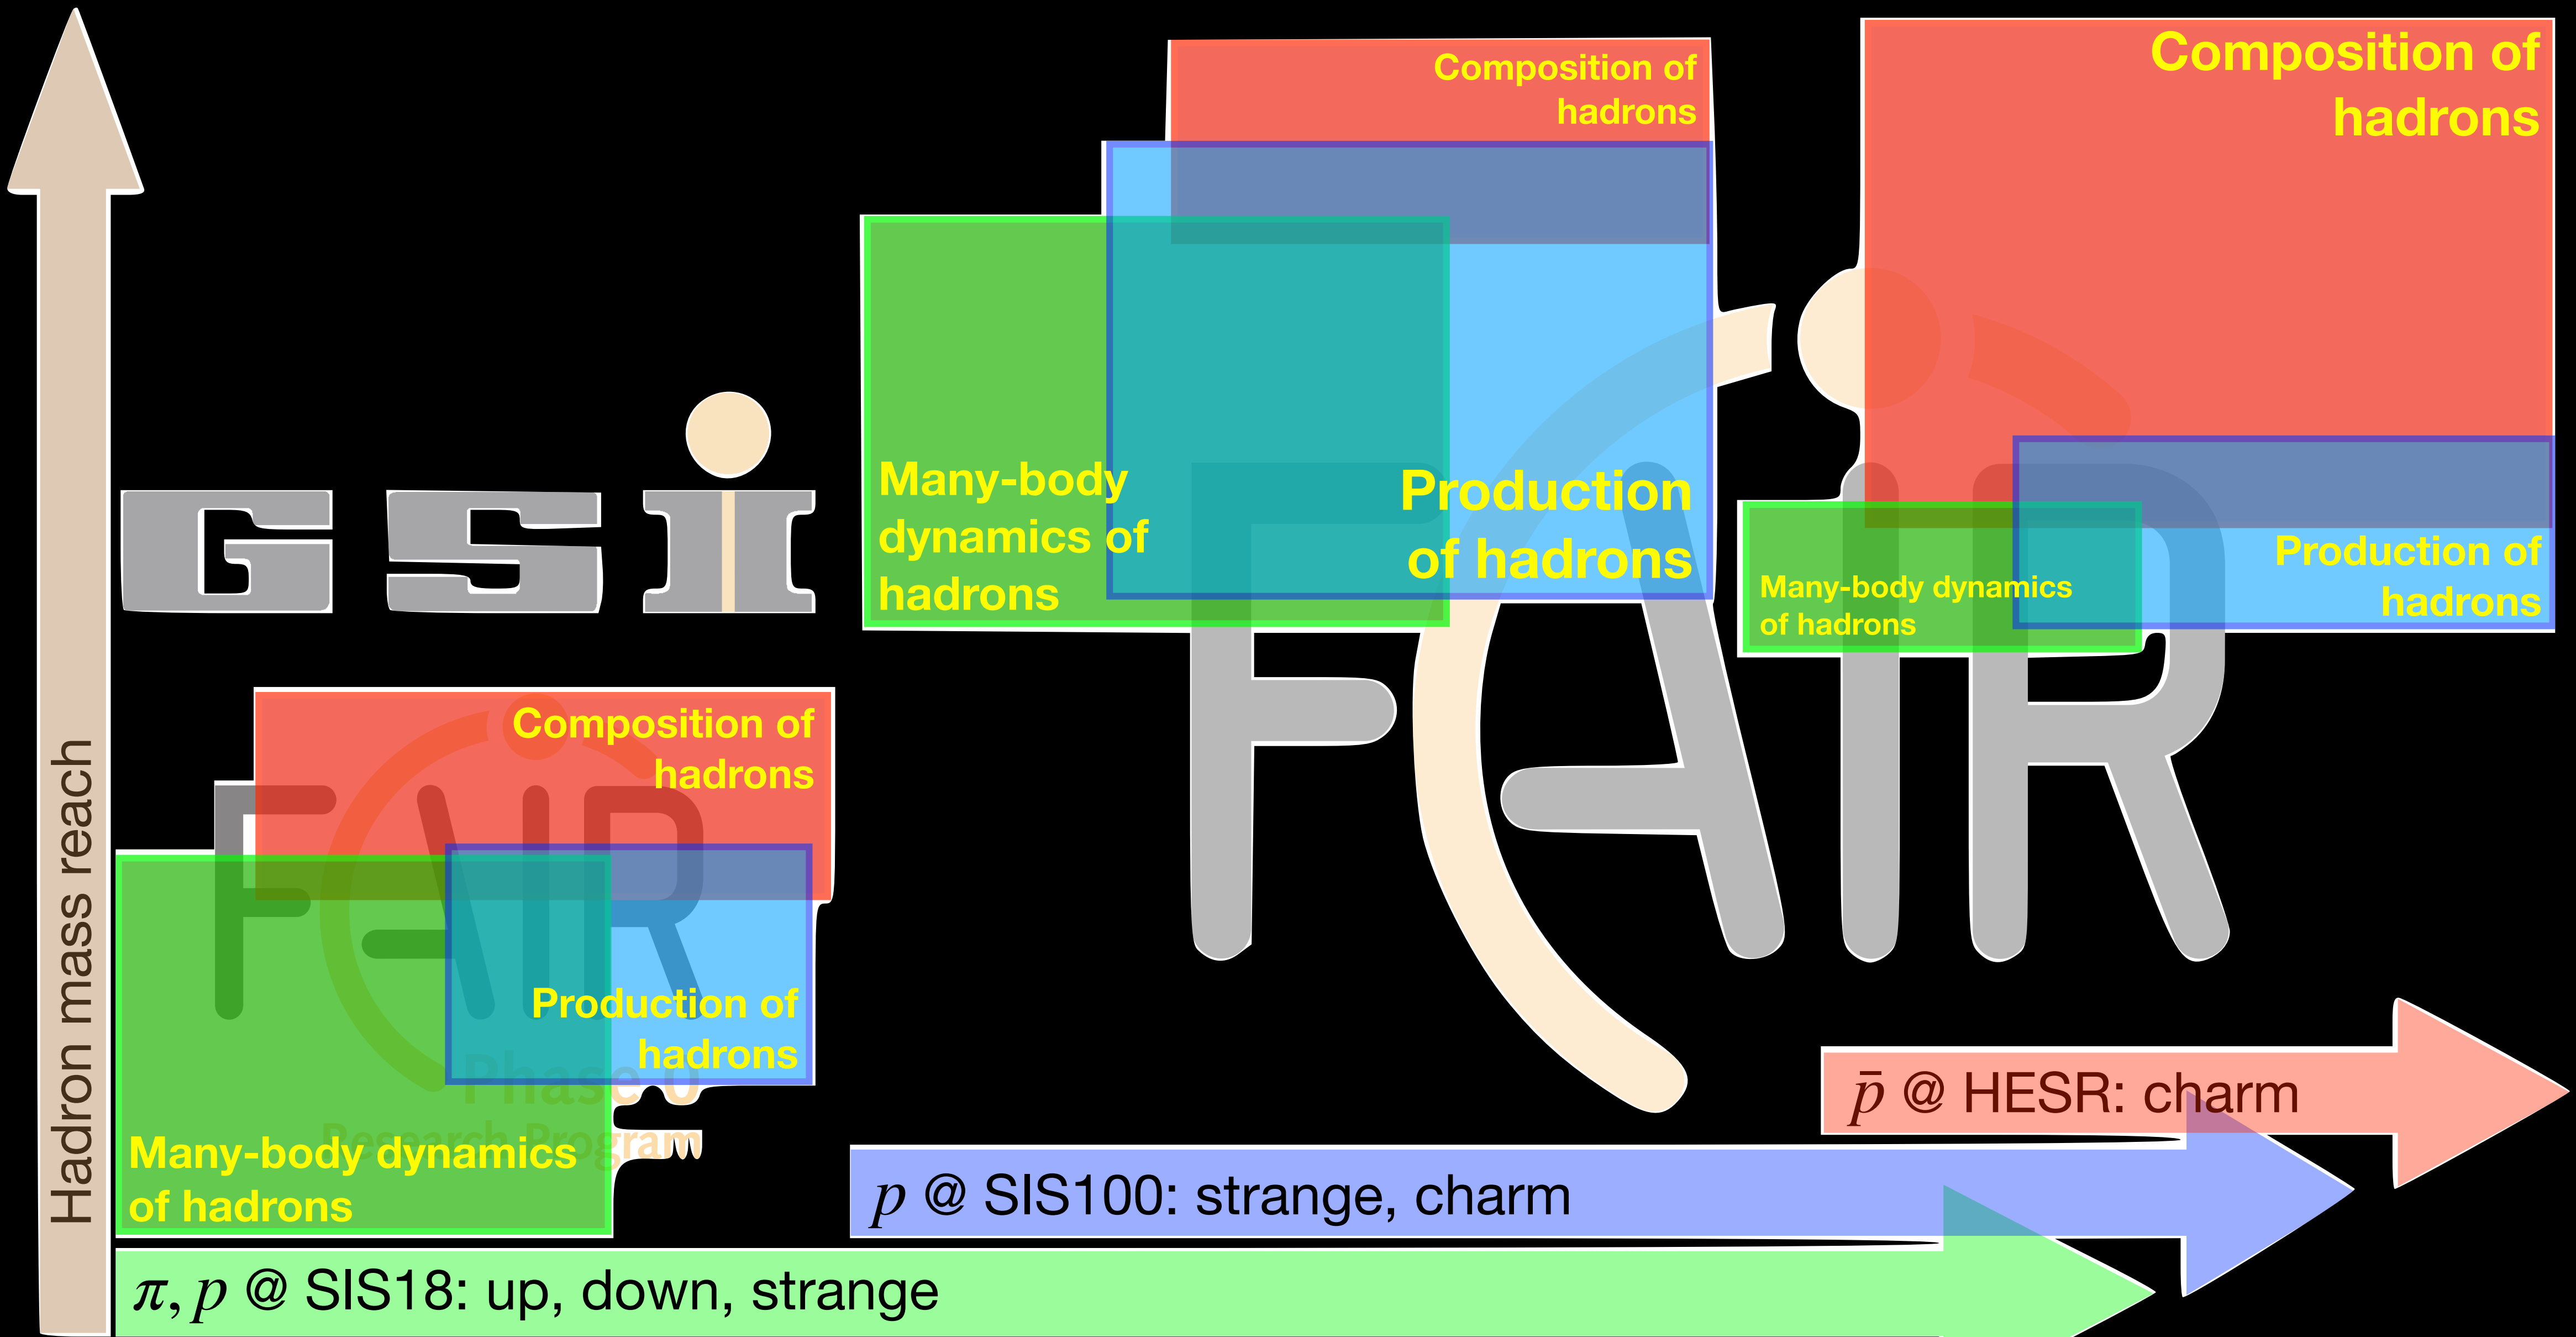 Composition of
hadrons
Composition of
hadrons
GSI
Many-body
dynamics of
hadrons
Production
of hadrons
Many-body dynamics
of hadrons
Production of
hadrons
FAIR
Composition of
hadrons
FAIR
Production of
hadrons
Phase 0
Research Program
Many-body dynamics
of hadrons
Hadron mass reach
p̄ @ HESR: charm
p @ SIS100: strange, charm
π, p @ SIS18: up, down, strange